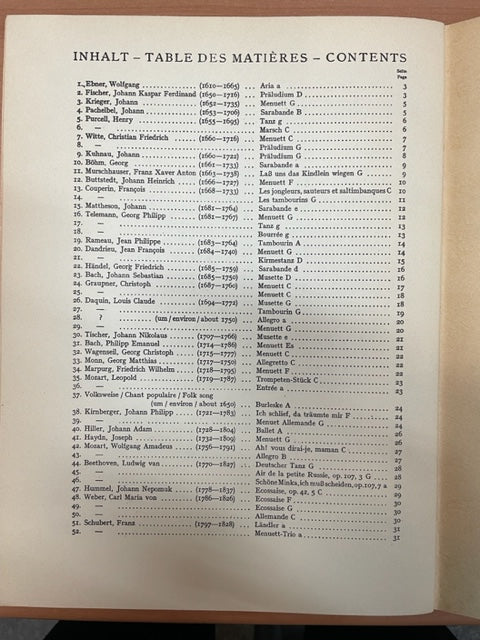 INHALT – TABLE DES MATIÈRES – CONTENTS
Seite
Page
1. Ebner, Wolfgang (1610—1665) Aria a 3
2. Fischer, Johann Kaspar Ferdinand (1650—1716) Präludium D 3
3. Krieger, Johann (1652—1735) Menuett G 5
4. Pachelbel, Johann (1653—1706) Sarabande B 5
5. Purcell, Henry (1655—1695) Tanz g 6
6. — Marsch C 6
7. Witte, Christian Friedrich (1660—1716) Menuett C 7
8. — Präludium G 7
9. Kuhnau, Johann (1660—1722) Präludium G 8
10. Böhm, Georg (1661—1733) Sarabande a 9
11. Murschhauser, Franz Xaver Anton (1663—1738) Laß uns das Kindlein wiegen G 10
12. Buttstedt, Johann Heinrich (1666—1727) Menuett F 10
13. Couperin, François (1668—1733) Les jongleurs, sauteurs et saltimbanques C 10
14. — Les tambourins G 11
15. Mattheson, Johann (1681—1764) Sarabande e 12
16. Telemann, Georg Philipp (1681—1767) Menuett G 12
17. — Tanz g 13
18. — Bourrée g 13
19. Rameau, Jean Philippe (1683—1764) Tambourin A 14
20. Dandrieu, Jean François (1684—1740) Menuett G 14
21. — Kirmestanz D 15
22. Händel, Georg Friedrich (1685—1759) Sarabande d 16
23. Bach, Johann Sebastian (1685—1750) Musette D 16
24. Graupner, Christoph (1687—1760) Menuett C 17
25. — Menuett C 18
26. Daquin, Louis Claude (1694—1772) Musette G 18
27. — Tambourin G 19
28. ? (um / environ / about 1750) Allegro a 20
29. — Menuett G 20
30. Tischer, Johann Nikolaus (1707—1766) Musette e 21
31. Bach, Philipp Emanuel (1714—1786) Menuett Es 21
32. Wagenseil, Georg Christoph (1715—1777) Menuett C 22
33. Monn, Georg Matthias (1717—1750) Allegretto C 22
34. Marpurg, Friedrich Wilhelm (1718—1795) Menuett F 22
35. Mozart, Leopold (1719—1787) Trompeten-Stück C 23
36. — Entrée a 23
37. Volksweise / Chant populaire / Folk song
(um / environ / about 1650) Burleske A 24
38. Kirnberger, Johann Philipp (1721—1783) Ich schlief, da träumte mir F 24
39. — Menuet Allemande G 24
40. Hiller, Johann Adam (1728—1804) Ballet A 26
41. Haydn, Joseph (1732—1809) Menuett G 26
42. Mozart, Wolfgang Amadeus (1756—1791) Ah! vous dirai-je, maman C 27
43. — Allegro B 27
44. Beethoven, Ludwig van (1770—1827) Deutscher Tanz G 28
45. — Air de la petite Russie, op. 107, 3 G 28
46. — Schöne Minka, ich muß scheiden, op. 107, 7 a 29
47. Hummel, Johann Nepomuk (1778—1837) Ecossaise, op. 42, 5 C 29
48. Weber, Carl Maria von (1786—1826) Ecossaise F 30
49. — Ecossaise G 30
50. — Allemande C 30
51. Schubert, Franz (1797—1828) Ländler a 31
52. — Menuett-Trio a 31